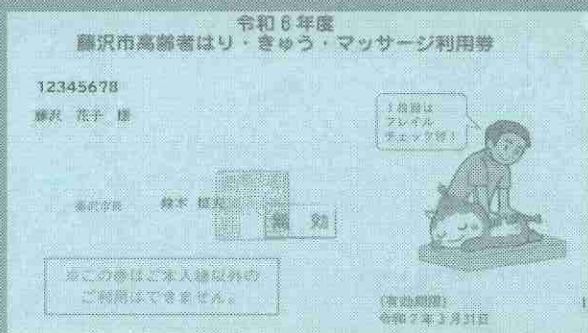 令和6年度
藤沢市高齢者はり・きゅう・マッサージ利用券
12345678
藤沢 花子 様
1枚目は
フレイル
チェック付!
藤沢市長 鈴木 恒夫
無 効
※この券はご本人様以外の
ご利用はできません。
(有効期限)
令和7年3月31日